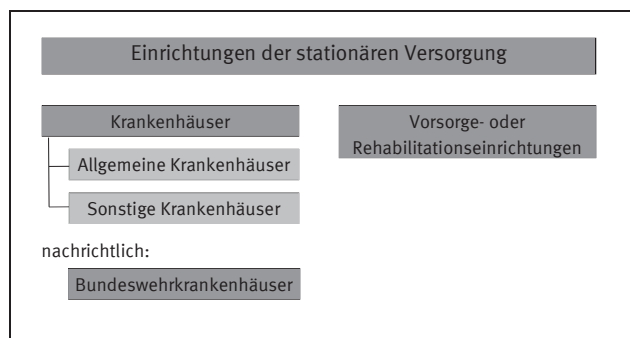 Einrichtungen der stationären Versorgung
Krankenhäuser
Allgemeine Krankenhäuser
Sonstige Krankenhäuser
nachrichtlich:
Bundeswehrkrankenhäuser
Vorsorge- oder
Rehabilitationseinrichtungen